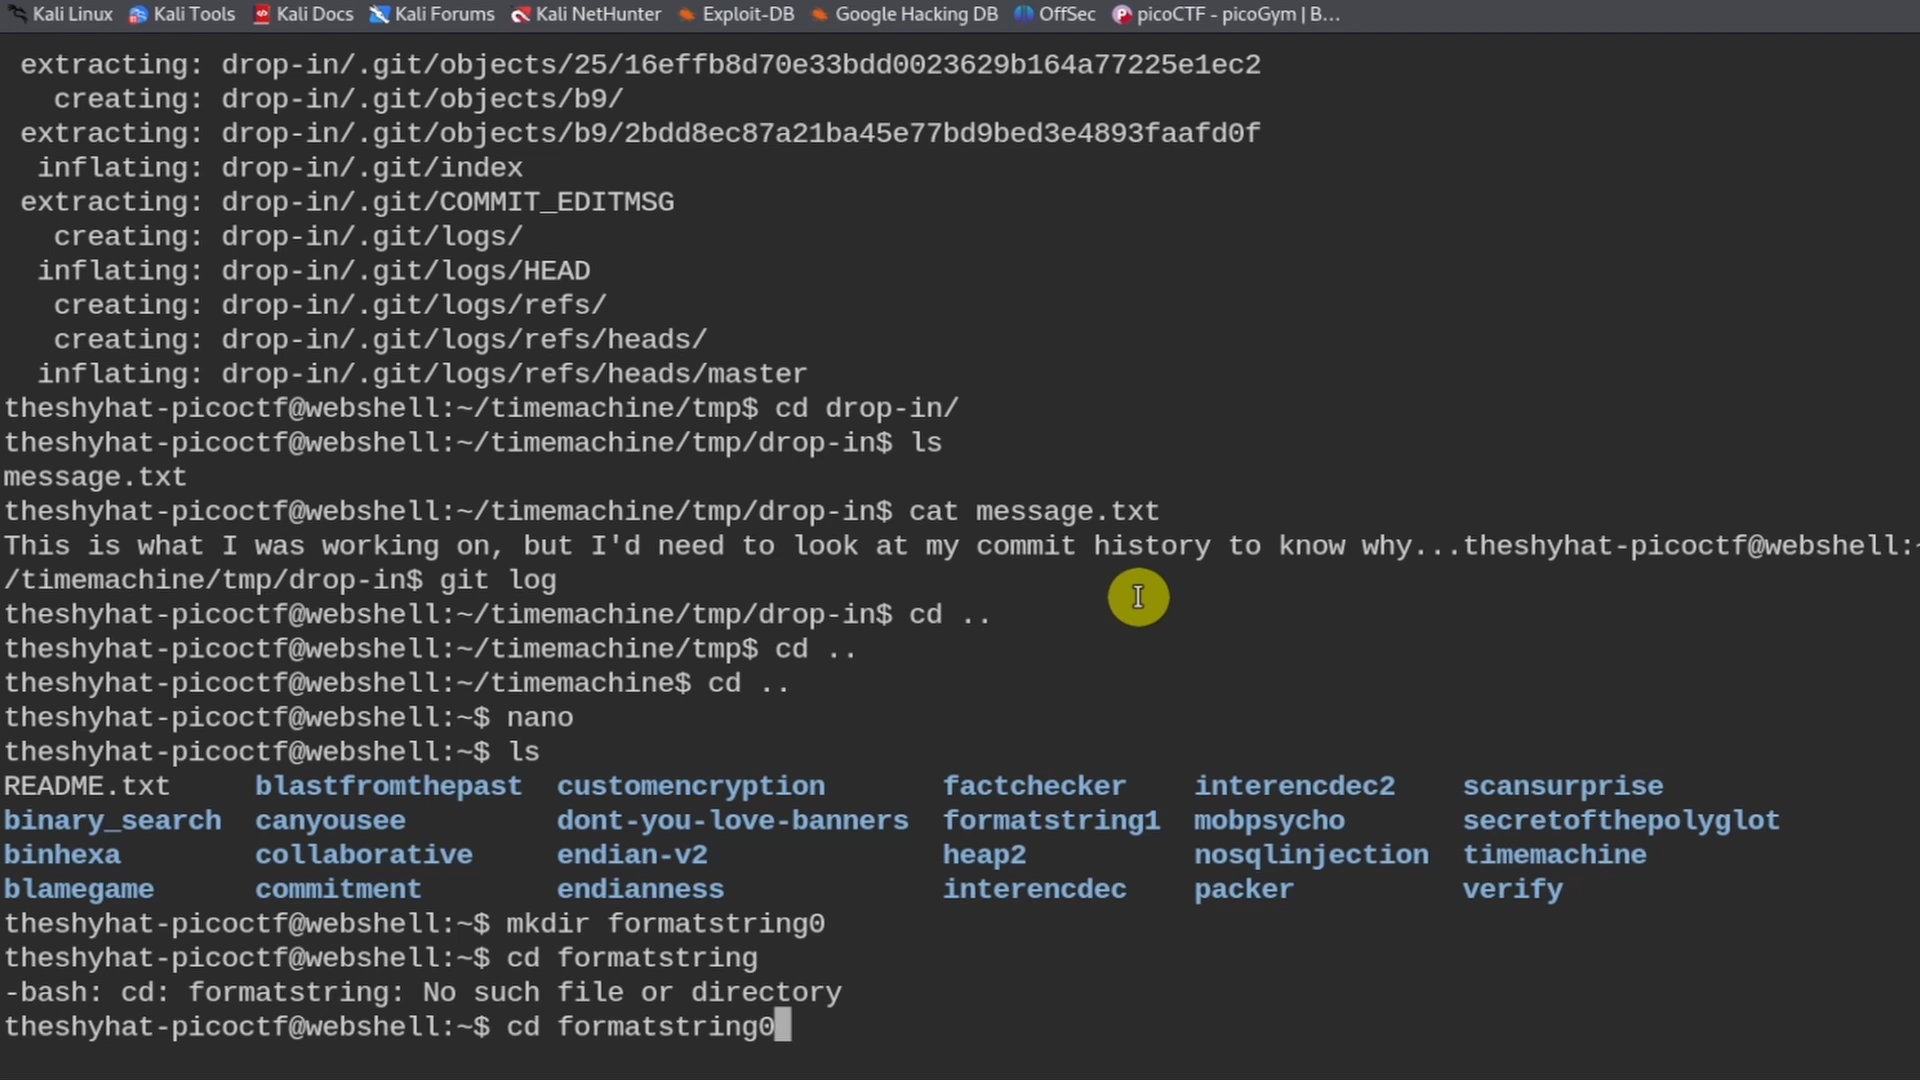 Kali Linux Kali Tools Kali Docs Kali Forums Kali NetHunter Exploit-DB Google Hacking DB OffSec picoCTF - picoGym | B...
extracting: drop-in/.git/objects/25/16effb8d70e33bdd0023629b164a77225e1ec2
creating: drop-in/.git/objects/b9/
extracting: drop-in/.git/objects/b9/2bdd8ec87a21ba45e77bd9bed3e4893faafd0f
inflating: drop-in/.git/index
extracting: drop-in/.git/COMMIT_EDITMSG
creating: drop-in/.git/logs/
inflating: drop-in/.git/logs/HEAD
creating: drop-in/.git/logs/refs/
creating: drop-in/.git/logs/refs/heads/
inflating: drop-in/.git/logs/refs/heads/master
theshyhat-picoctf@webshell:~/timemachine/tmp$ cd drop-in/
theshyhat-picoctf@webshell:~/timemachine/tmp/drop-in$ ls
message.txt
theshyhat-picoctf@webshell:~/timemachine/tmp/drop-in$ cat message.txt
This is what I was working on, but I'd need to look at my commit history to know why...theshyhat-picoctf@webshell:~
/timemachine/tmp/drop-in$ git log
theshyhat-picoctf@webshell:~/timemachine/tmp/drop-in$ cd ..
theshyhat-picoctf@webshell:~/timemachine/tmp$ cd ..
theshyhat-picoctf@webshell:~/timemachine$ cd ..
theshyhat-picoctf@webshell:~$ nano
theshyhat-picoctf@webshell:~$ ls
README.txt blastfromthepast customencryption factchecker interencdec2 scansurprise
binary_search canyousee dont-you-love-banners formatstring1 mobpsycho secretofthepolyglot
binhexa collaborative endian-v2 heap2 nosqlinjection timemachine
blamegame commitment endianness interencdec packer verify
theshyhat-picoctf@webshell:~$ mkdir formatstring0
theshyhat-picoctf@webshell:~$ cd formatstring
-bash: cd: formatstring: No such file or directory
theshyhat-picoctf@webshell:~$ cd formatstring0